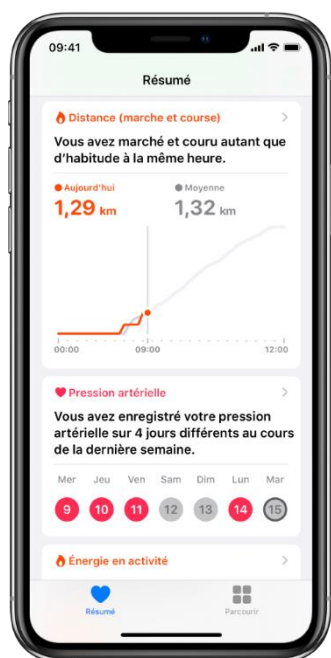 09:41
Résumé
Distance (marche et course)
Vous avez marché et couru autant que
d'habitude à la même heure.
Aujourd'hui Moyenne
1,29 km 1,32 km
00:00 09:00 12:00
Pression artérielle
Vous avez enregistré votre pression
artérielle sur 4 jours différents au cours
de la dernière semaine.
Mer Jeu Ven Sam Dim Lun Mar
9 10 11 12 13 14 15
Énergie en activité
Résumé Parcourir